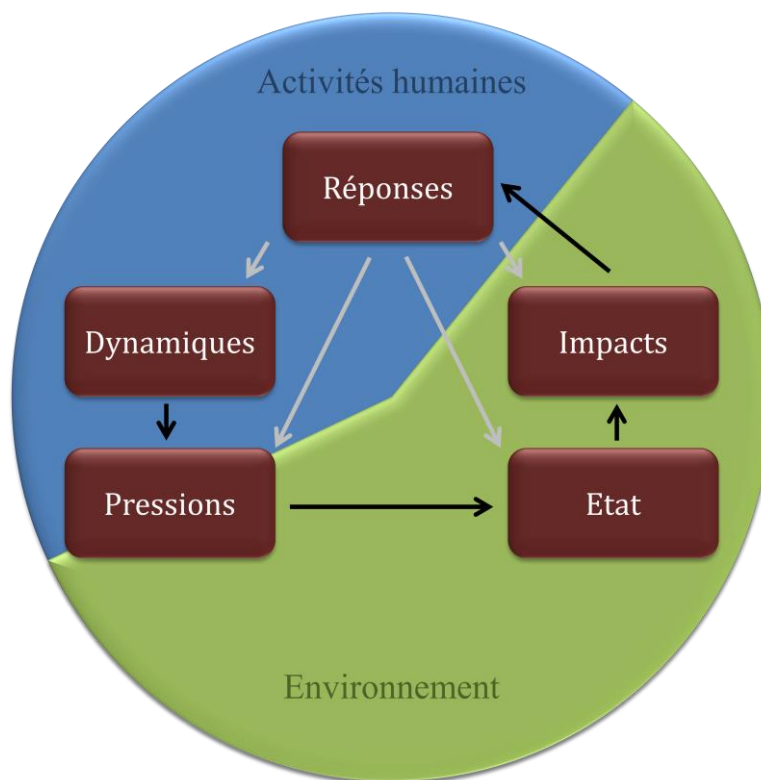 Activités humaines
Réponses
Dynamiques
Impacts
Pressions
Etat
Environnement